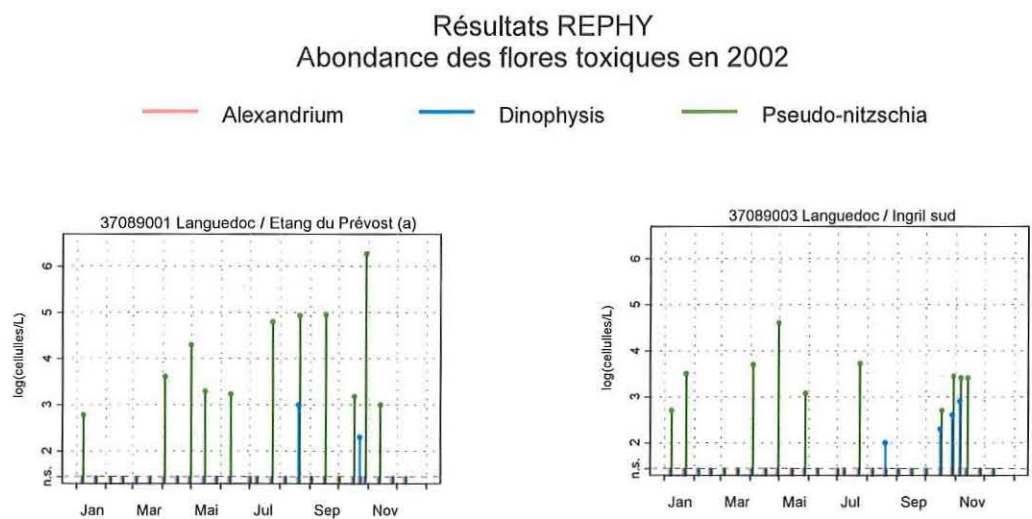 Résultats REPHY
Abondance des flores toxiques en 2002
Alexandrium Dinophysis Pseudo-nitzschia
37089001 Languedoc / Etang du Prévost (a)
log(cellules/L)
6
5
4
3
2
n.s.
Jan Mar Mai Jul Sep Nov
37089003 Languedoc / Ingril sud
log(cellules/L)
6
5
4
3
2
n.s.
Jan Mar Mai Jul Sep Nov